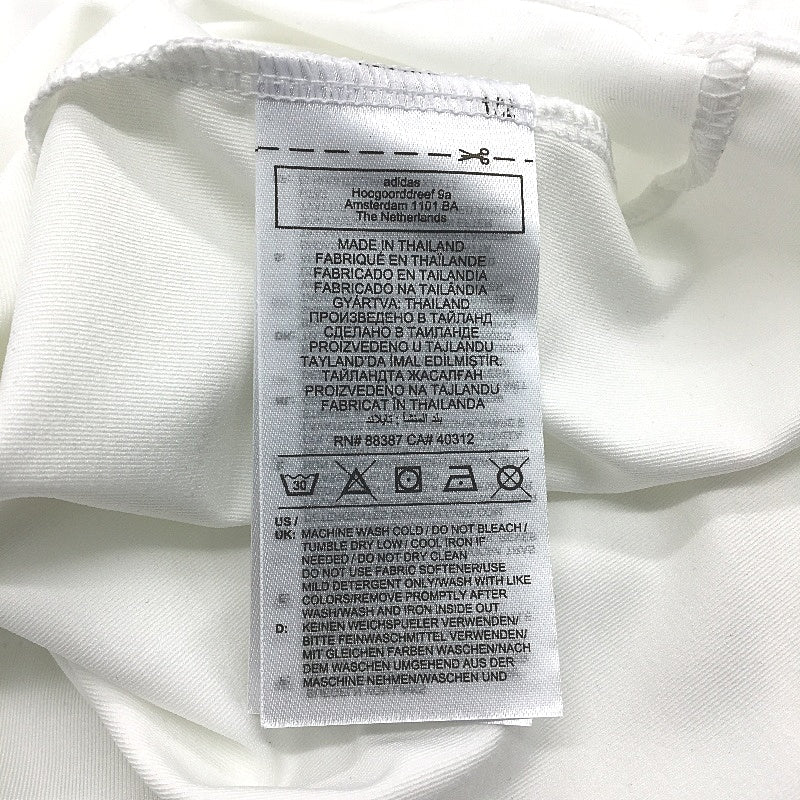 adidas
Hoogoorddreef 9a
Amsterdam 1101 BA
The Netherlands
MADE IN THAILAND
FABRIQUÉ EN THAÏLANDE
FABRICADO EN TAILANDIA
FABRICADO NA TAILÂNDIA
GYÁRTVA: THAILAND
ПРОИЗВЕДЕНО В ТАЙЛАНД
СДЕЛАНО В ТАИЛАНДЕ
PROIZVEDENO U TAJLANDU
TAYLAND'DA İMAL EDİLMİŞTİR.
ТАЙЛАНДТА ЖАСАЛҒАН
PROIZVEDENO NA TAJLANDU
FABRICAT ÎN THAILANDA
بلد المنشأ : تايلاند
RN# 88387 CA# 40312
30
US /
UK: MACHINE WASH COLD / DO NOT BLEACH /
TUMBLE DRY LOW / COOL IRON IF
NEEDED / DO NOT DRY CLEAN
DO NOT USE FABRIC SOFTENER/USE
MILD DETERGENT ONLY/WASH WITH LIKE
COLORS/REMOVE PROMPTLY AFTER
WASH/WASH AND IRON INSIDE OUT
D: KEINEN WEICHSPUELER VERWENDEN/
BITTE FEINWASCHMITTEL VERWENDEN/
MIT GLEICHEN FARBEN WASCHEN/NACH
DEM WASCHEN UMGEHEND AUS DER
MASCHINE NEHMEN/WASCHEN UND